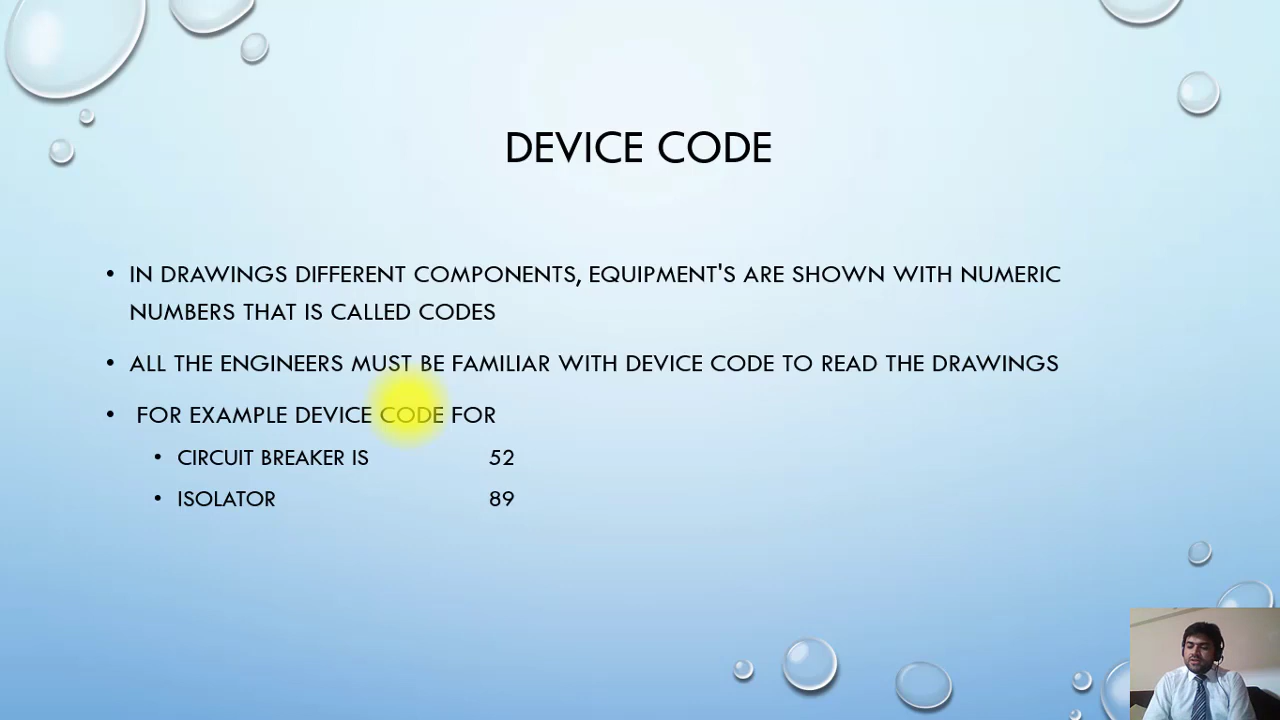 DEVICE CODE
• IN DRAWINGS DIFFERENT COMPONENTS, EQUIPMENT'S ARE SHOWN WITH NUMERIC
NUMBERS THAT IS CALLED CODES
• ALL THE ENGINEERS MUST BE FAMILIAR WITH DEVICE CODE TO READ THE DRAWINGS
• FOR EXAMPLE DEVICE CODE FOR
• CIRCUIT BREAKER IS 52
• ISOLATOR 89